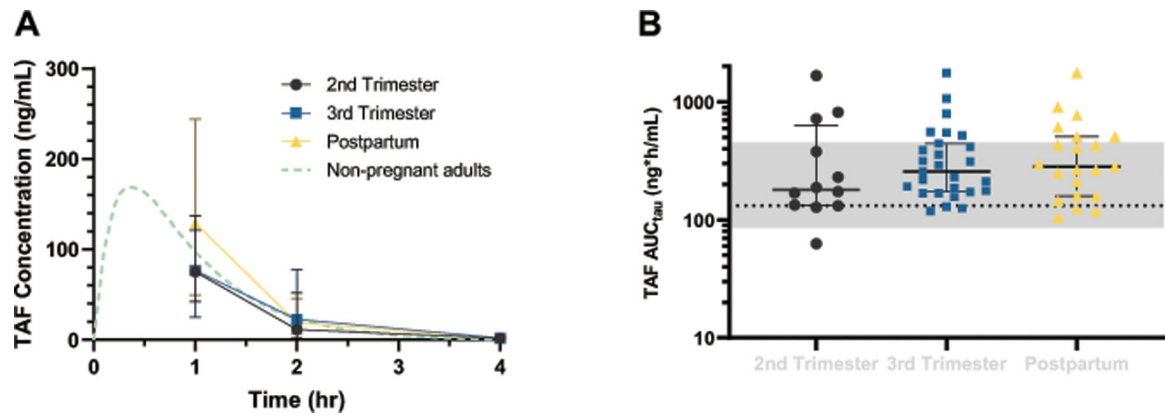 A
TAF Concentration (ng/mL)
300
200
100
0
0 1 2 3 4
Time (hr)
2nd Trimester
3rd Trimester
Postpartum
Non-pregnant adults
B
TAF AUCtau (ng*h/mL)
1000
100
10
2nd Trimester 3rd Trimester Postpartum